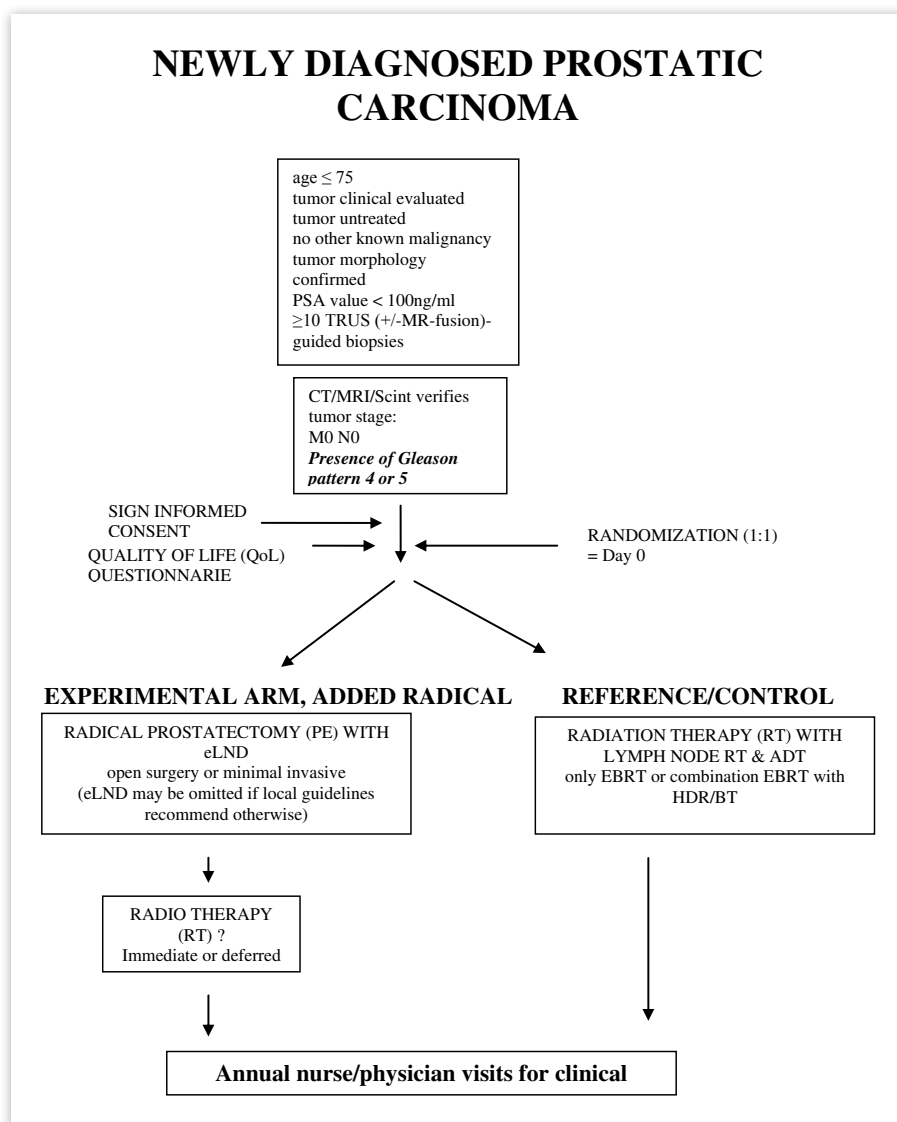 NEWLY DIAGNOSED PROSTATIC
CARCINOMA
age ≤ 75
tumor clinical evaluated
tumor untreated
no other known malignancy
tumor morphology
confirmed
PSA value < 100ng/ml
≥10 TRUS (+/-MR-fusion)-
guided biopsies
CT/MRI/Scint verifies
tumor stage:
M0 N0
Presence of Gleason
pattern 4 or 5
SIGN INFORMED
CONSENT
QUALITY OF LIFE (QoL)
QUESTIONNARIE
RANDOMIZATION (1:1)
= Day 0
EXPERIMENTAL ARM, ADDED RADICAL
RADICAL PROSTATECTOMY (PE) WITH
eLND
open surgery or minimal invasive
(eLND may be omitted if local guidelines
recommend otherwise)
REFERENCE/CONTROL
RADIATION THERAPY (RT) WITH
LYMPH NODE RT & ADT
only EBRT or combination EBRT with
HDR/BT
RADIO THERAPY
(RT) ?
Immediate or deferred
Annual nurse/physician visits for clinical